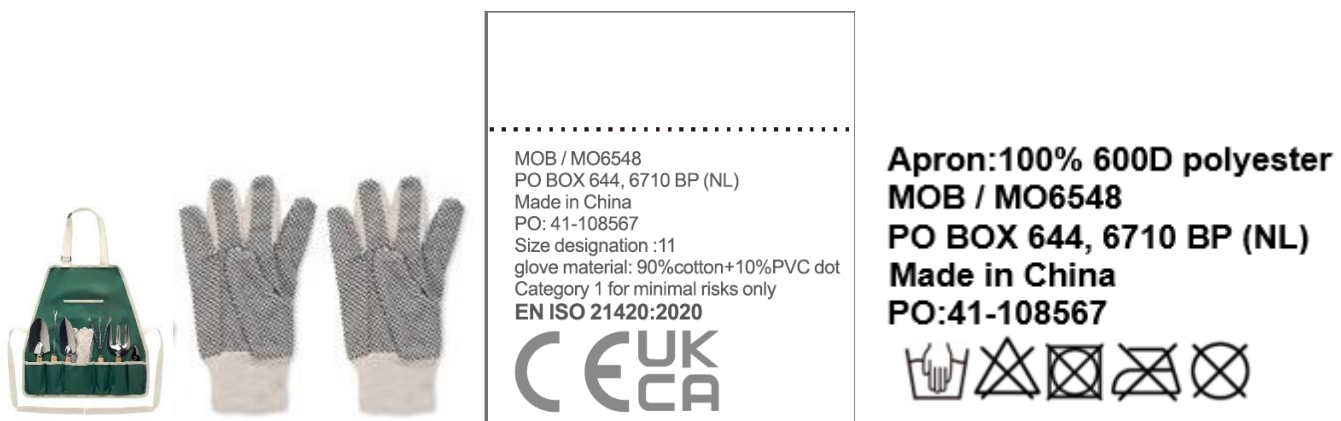 MOB / MO6548
PO BOX 644, 6710 BP (NL)
Made in China
PO: 41-108567
Size designation :11
glove material: 90%cotton+10%PVC dot
Category 1 for minimal risks only
EN ISO 21420:2020
CE UK
CA
Apron:100% 600D polyester
MOB / MO6548
PO BOX 644, 6710 BP (NL)
Made in China
PO:41-108567